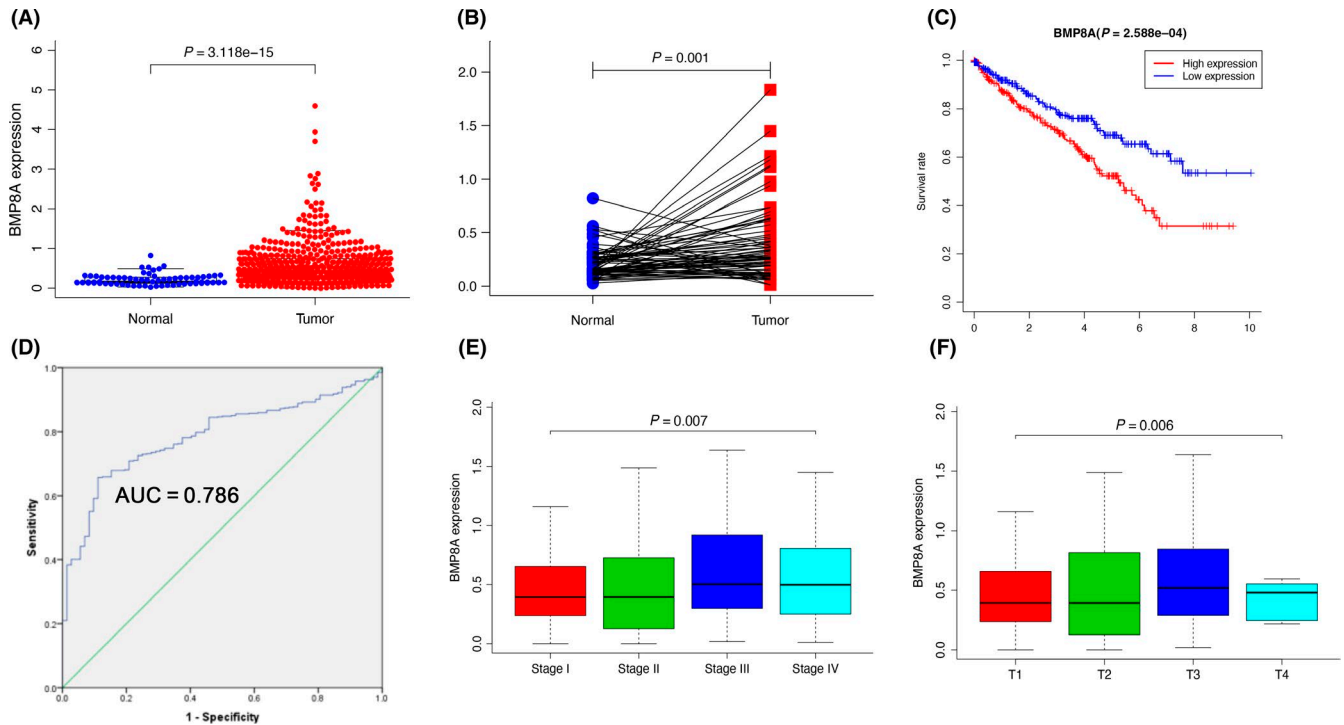 (A)
P = 3.118e−15
BMP8A expression
6
5
4
3
2
1
0
Normal
Tumor
(B)
P = 0.001
2.0
1.5
1.0
0.5
0.0
Normal
Tumor
(C)
BMP8A(P = 2.588e−04)
High expression
Low expression
Survival rate
1.0
0.8
0.6
0.4
0.2
0.0
0
2
4
6
8
10
(D)
Sensitivity
1.0
0.8
0.6
0.4
0.2
0.0
AUC = 0.786
0.0
0.2
0.4
0.6
0.8
1.0
1 - Specificity
(E)
P = 0.007
BMP8A expression
2.0
1.5
1.0
0.5
0.0
Stage I
Stage II
Stage III
Stage IV
(F)
P = 0.006
BMP8A expression
2.0
1.5
1.0
0.5
0.0
T1
T2
T3
T4